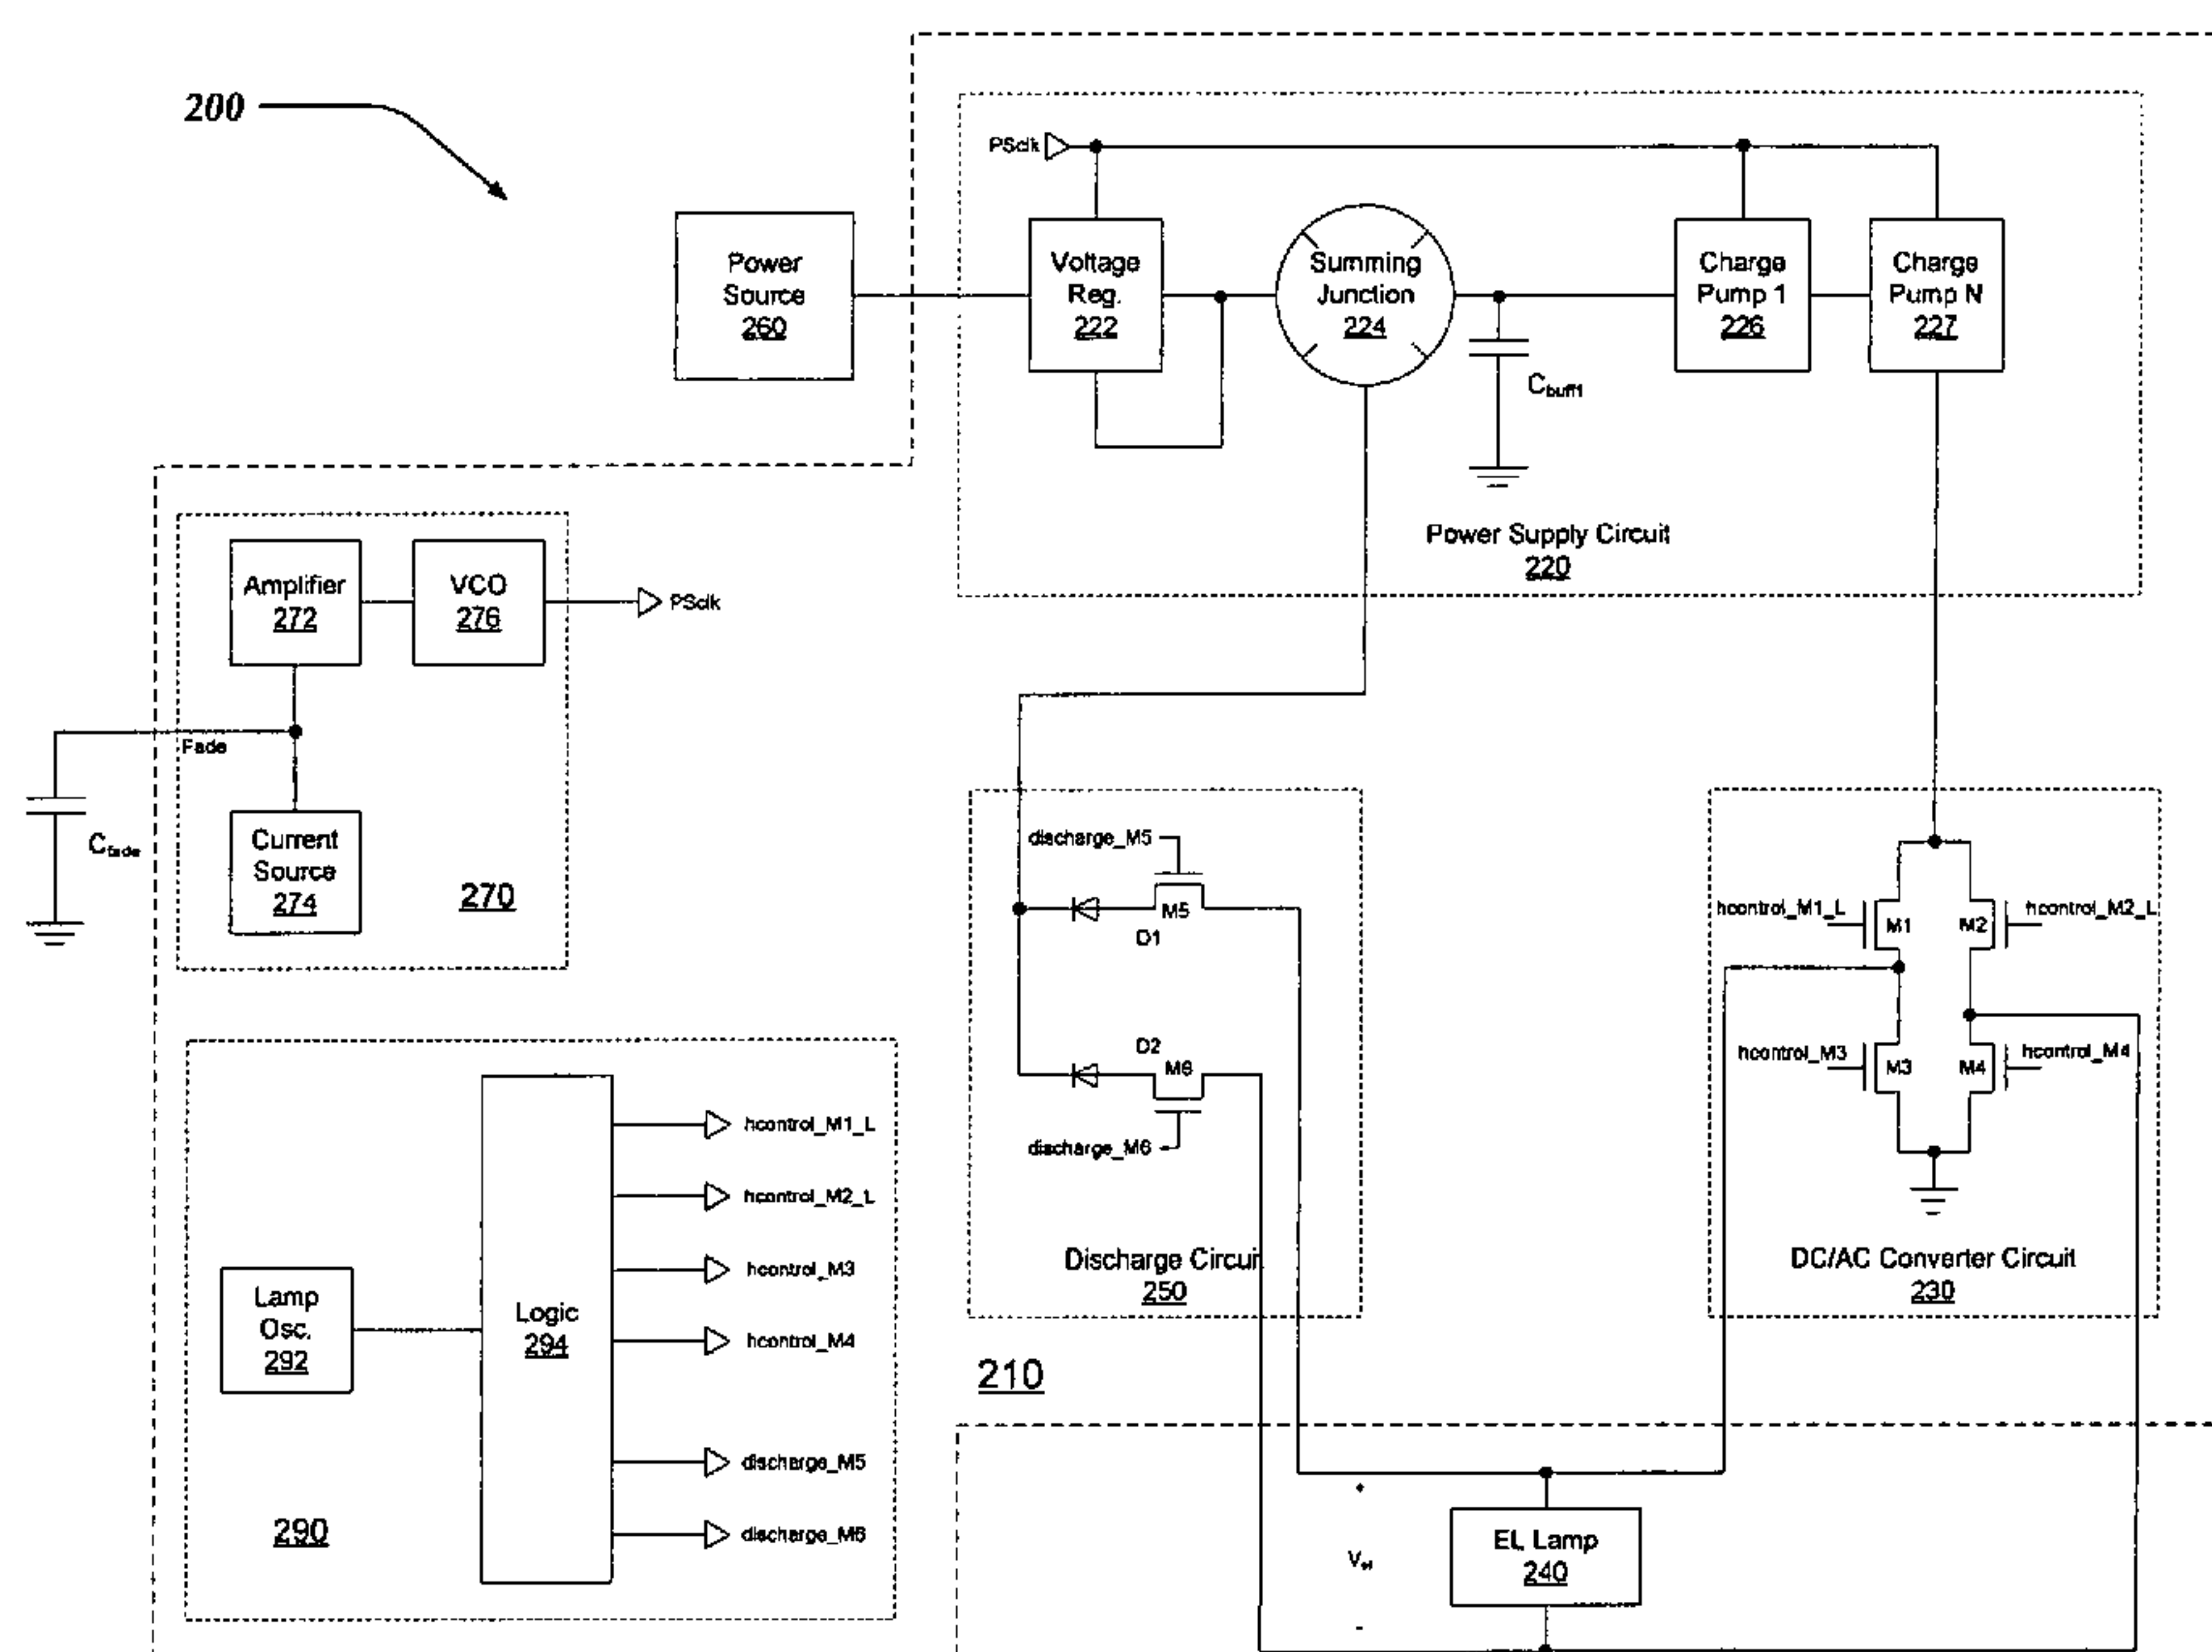 200
PSclk
Power
Source
260
Voltage
Reg.
222
Summing
Junction
224
Charge
Pump 1
226
Charge
Pump N
227
Cbuff1
Power Supply Circuit
220
Amplifier
272
VCO
276
PSclk
Fade
Cfade
Current
Source
274
270
discharge_M5
M5
D1
D2
M6
discharge_M6
Discharge Circui
250
hcontrol_M1_L
M1
M2
hcontrol_M2_L
hcontrol_M3
M3
M4
hcontrol_M4
DC/AC Converter Circuit
230
Lamp
Osc.
292
Logic
294
hcontrol_M1_L
hcontrol_M2_L
hcontrol_M3
hcontrol_M4
discharge_M5
discharge_M6
290
210
+
Vel
-
EL Lamp
240